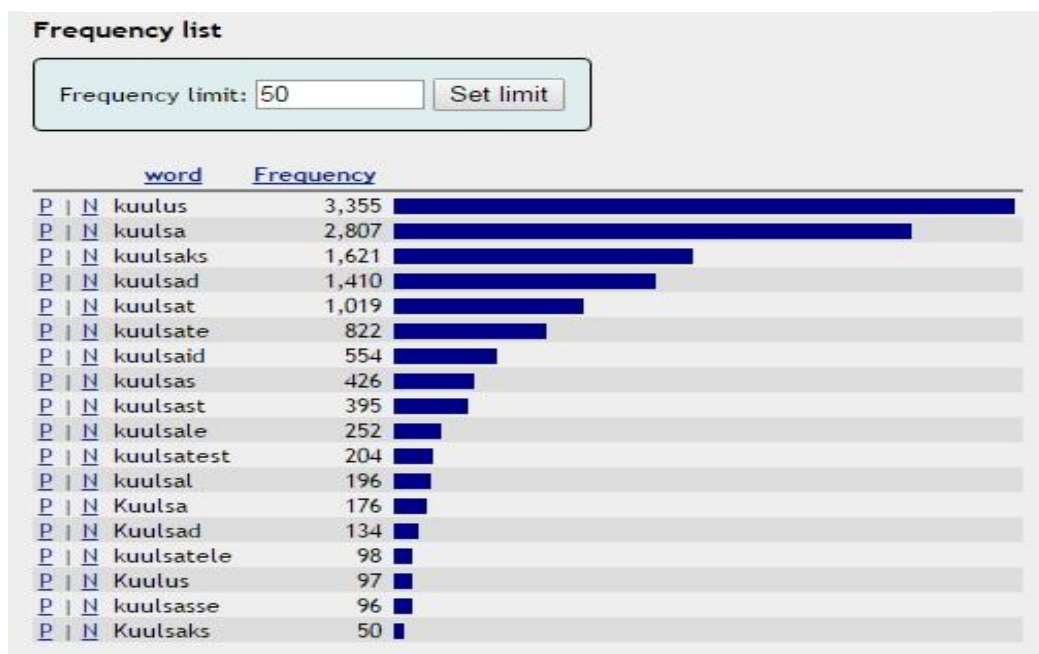 Frequency list
Frequency limit: 50 Set limit
word Frequency
P | N kuulus 3,355
P | N kuulsa 2,807
P | N kuulsaks 1,621
P | N kuulsad 1,410
P | N kuulsat 1,019
P | N kuulsate 822
P | N kuulsaid 554
P | N kuulsas 426
P | N kuulsast 395
P | N kuulsale 252
P | N kuulsatest 204
P | N kuulsal 196
P | N Kuulsa 176
P | N Kuulsad 134
P | N kuulsatele 98
P | N Kuulus 97
P | N kuulsasse 96
P | N Kuulsaks 50